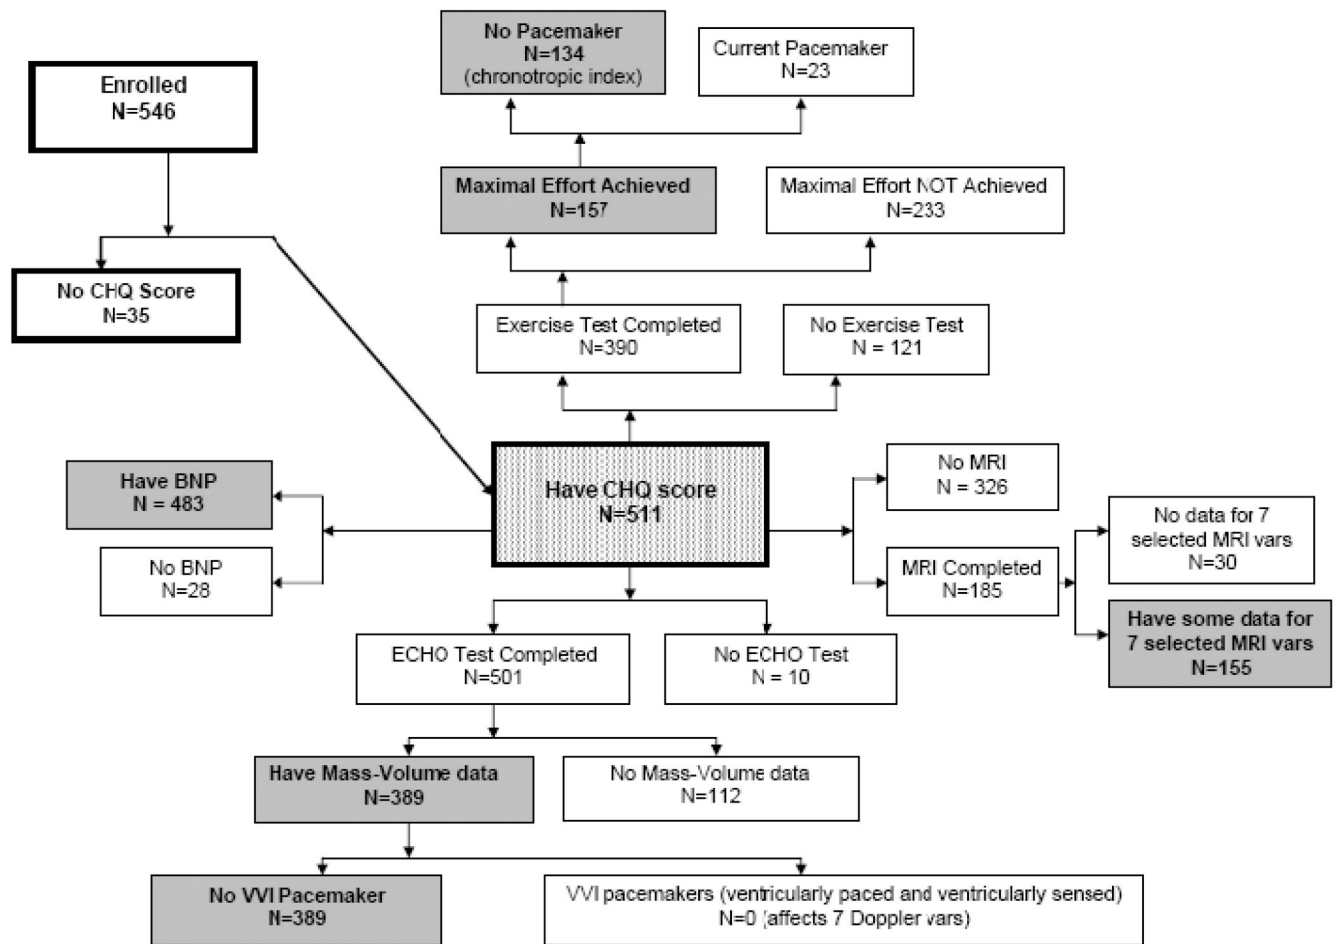 No Pacemaker
N=134
(chronotropic index)
Current Pacemaker
N=23
Enrolled
N=546
Maximal Effort Achieved
N=157
Maximal Effort NOT Achieved
N=233
No CHQ Score
N=35
Exercise Test Completed
N=390
No Exercise Test
N = 121
Have CHQ score
N=511
Have BNP
N = 483
No BNP
N=28
No MRI
N = 326
MRI Completed
N=185
No data for 7
selected MRI vars
N=30
Have some data for
7 selected MRI vars
N=155
ECHO Test Completed
N=501
No ECHO Test
N = 10
Have Mass-Volume data
N=389
No Mass-Volume data
N=112
No VVI Pacemaker
N=389
VVI pacemakers (ventricularly paced and ventricularly sensed)
N=0 (affects 7 Doppler vars)